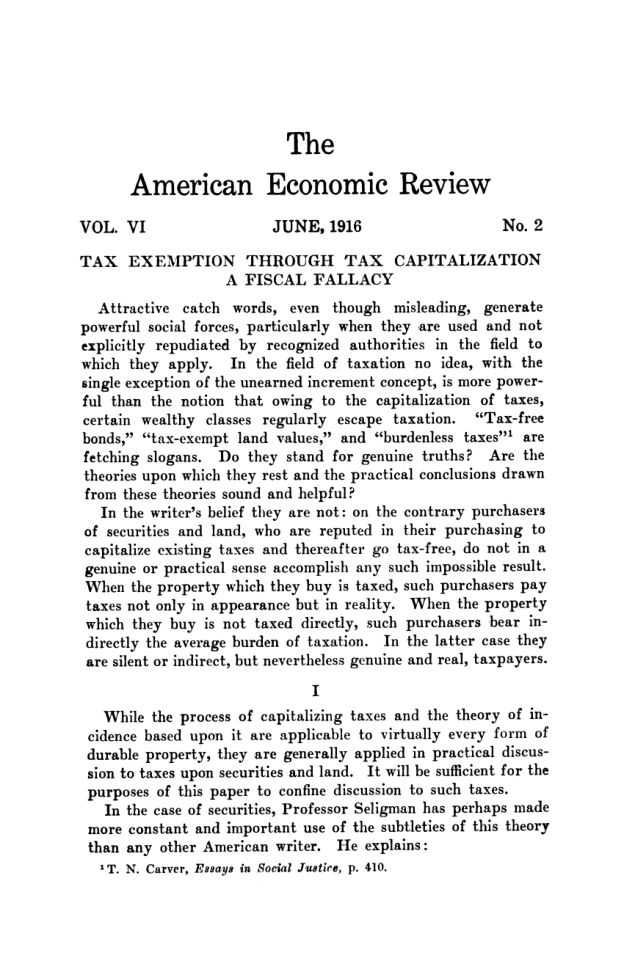 The
American Economic Review
VOL. VI JUNE, 1916 No. 2
TAX EXEMPTION THROUGH TAX CAPITALIZATION
A FISCAL FALLACY
Attractive catch words, even though misleading, generate
powerful social forces, particularly when they are used and not
explicitly repudiated by recognized authorities in the field to
which they apply. In the field of taxation no idea, with the
single exception of the unearned increment concept, is more power-
ful than the notion that owing to the capitalization of taxes,
certain wealthy classes regularly escape taxation. “Tax-free
bonds,” “tax-exempt land values,” and “burdenless taxes”¹ are
fetching slogans. Do they stand for genuine truths? Are the
theories upon which they rest and the practical conclusions drawn
from these theories sound and helpful?
In the writer’s belief they are not: on the contrary purchasers
of securities and land, who are reputed in their purchasing to
capitalize existing taxes and thereafter go tax-free, do not in a
genuine or practical sense accomplish any such impossible result.
When the property which they buy is taxed, such purchasers pay
taxes not only in appearance but in reality. When the property
which they buy is not taxed directly, such purchasers bear in-
directly the average burden of taxation. In the latter case they
are silent or indirect, but nevertheless genuine and real, taxpayers.
I
While the process of capitalizing taxes and the theory of in-
cidence based upon it are applicable to virtually every form of
durable property, they are generally applied in practical discus-
sion to taxes upon securities and land. It will be sufficient for the
purposes of this paper to confine discussion to such taxes.
In the case of securities, Professor Seligman has perhaps made
more constant and important use of the subtleties of this theory
than any other American writer. He explains:
¹ T. N. Carver, Essays in Social Justice, p. 410.